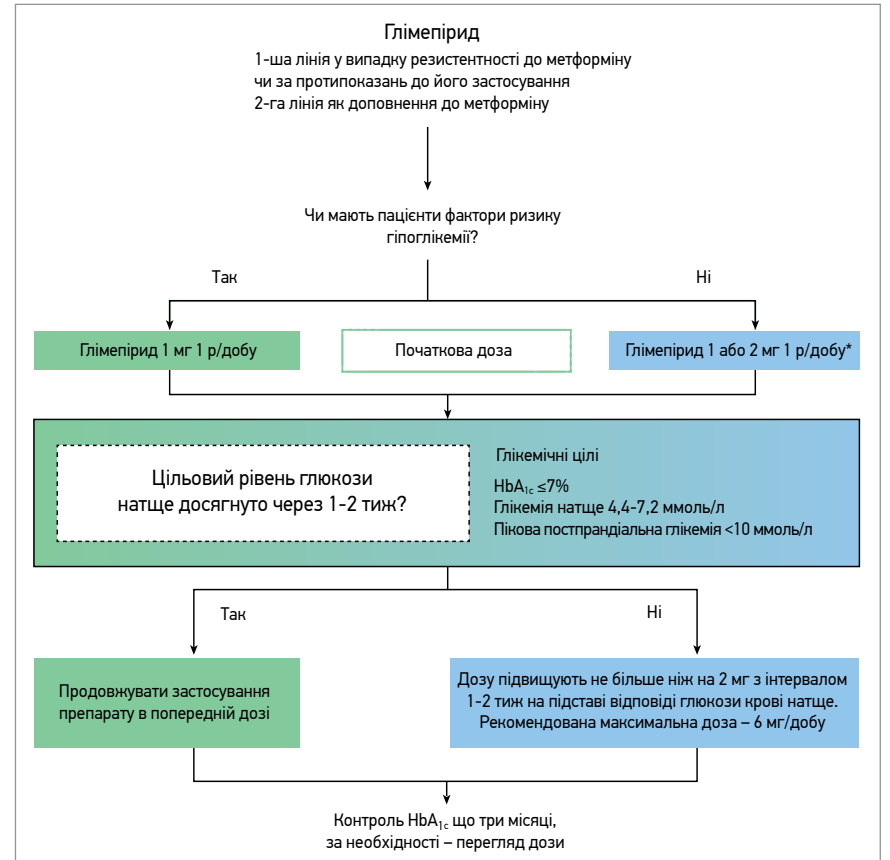 Глімепірид
1-ша лінія у випадку резистентності до метформіну
чи за протипоказань до його застосування
2-га лінія як доповнення до метформіну
Чи мають пацієнти фактори ризику
гіпоглікемії?
Так
Ні
Глімепірид 1 мг 1 р/добу
Початкова доза
Глімепірид 1 або 2 мг 1 р/добу*
Цільовий рівень глюкози
натще досягнуто через 1-2 тиж?
Глікемічні цілі
HbA1c ≤7%
Глікемія натще 4,4-7,2 ммоль/л
Пікова постпрандіальна глікемія <10 ммоль/л
Так
Ні
Продовжувати застосування
препарату в попередній дозі
Дозу підвищують не більше ніж на 2 мг з інтервалом
1-2 тиж на підставі відповіді глюкози крові натще.
Рекомендована максимальна доза – 6 мг/добу
Контроль HbA1c що три місяці,
за необхідності – перегляд дози